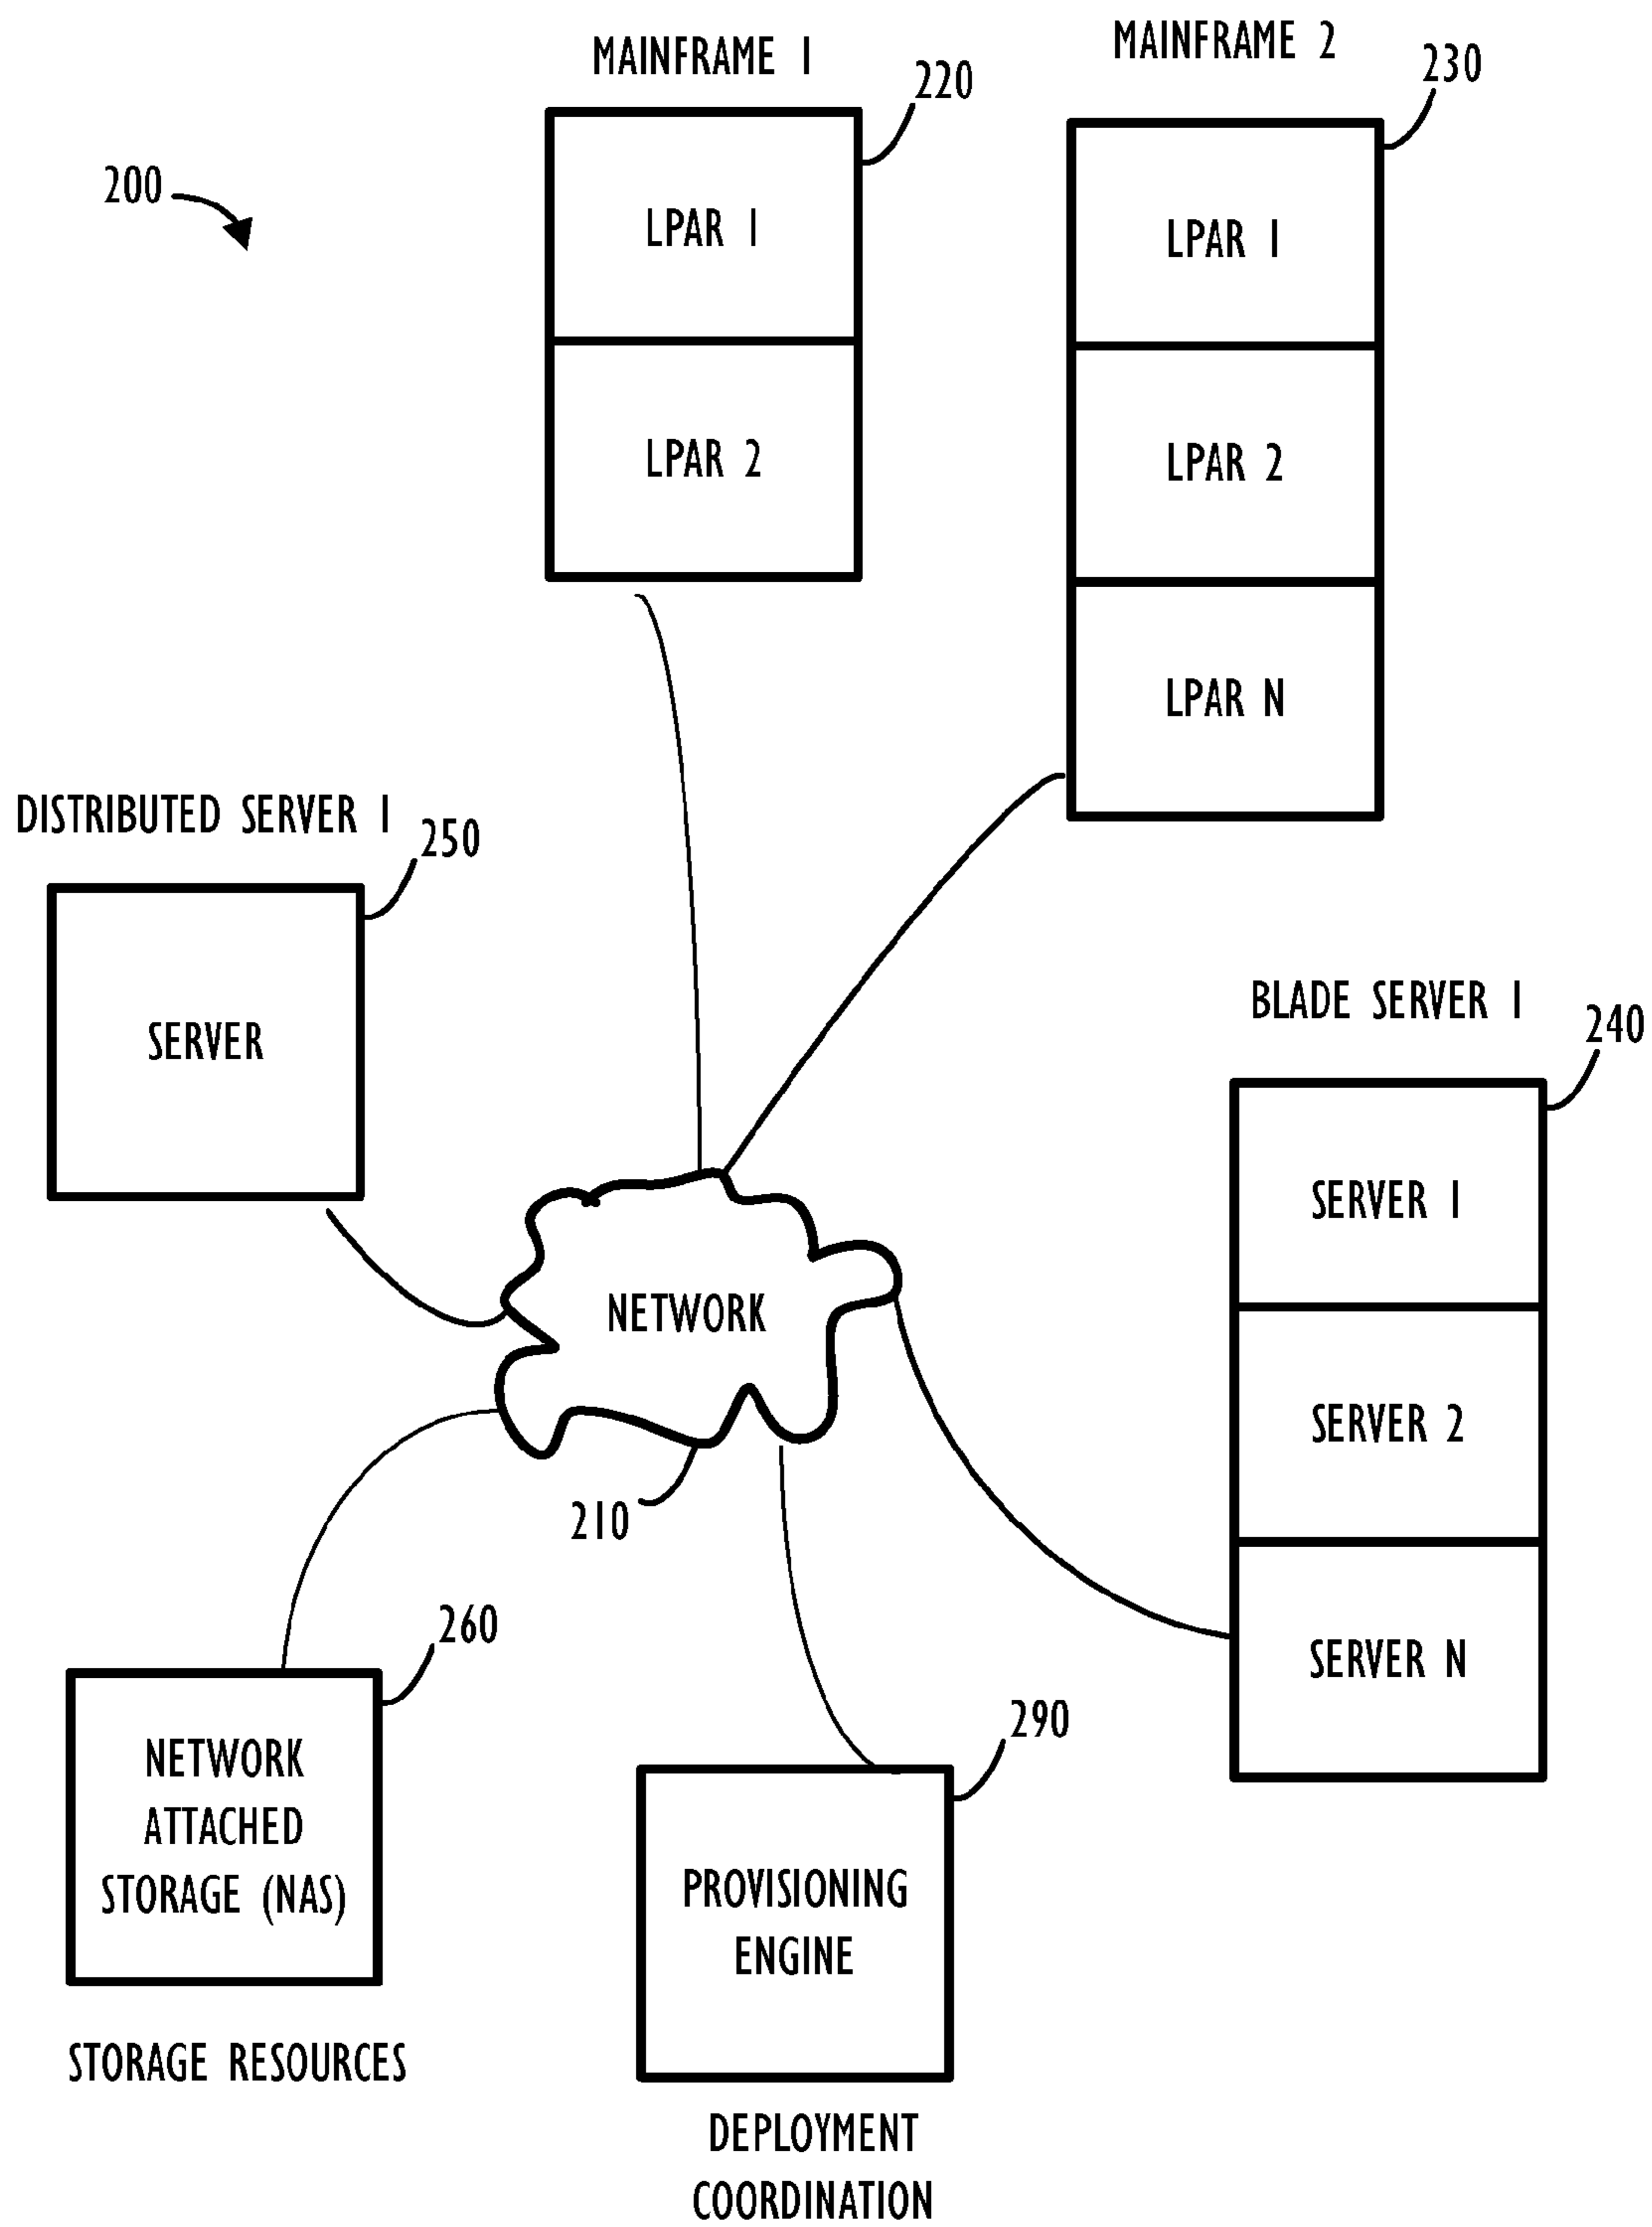 MAINFRAME 1
220
MAINFRAME 2
230
200
LPAR 1
LPAR 2
LPAR 1
LPAR 2
LPAR N
DISTRIBUTED SERVER 1
250
SERVER
BLADE SERVER 1
240
SERVER 1
SERVER 2
SERVER N
NETWORK
210
260
NETWORK
ATTACHED
STORAGE (NAS)
STORAGE RESOURCES
290
PROVISIONING
ENGINE
DEPLOYMENT
COORDINATION